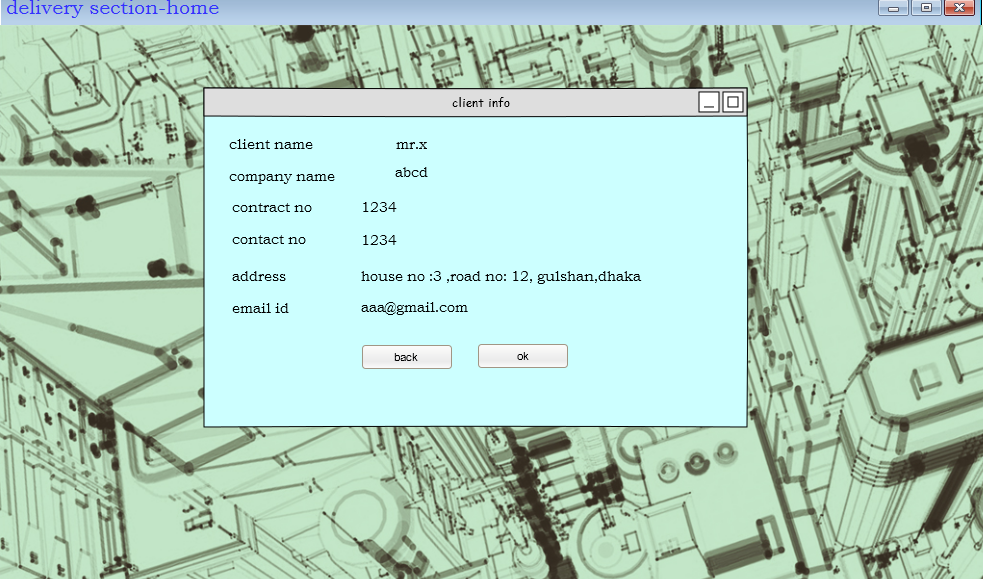 delivery section-home
client info
client name mr.x
company name abcd
contract no 1234
contact no 1234
address house no :3 ,road no: 12, gulshan,dhaka
email id aaa@gmail.com
back ok